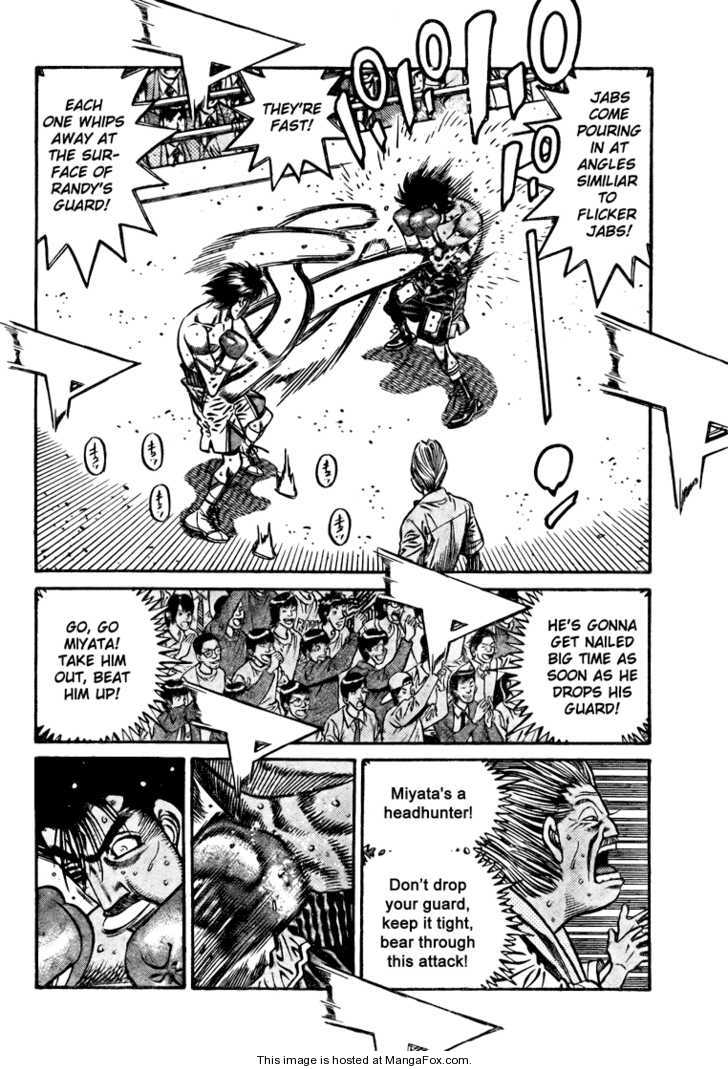 JABS
COME
POURING
IN AT
ANGLES
SIMILIAR
TO
FLICKER
JABS!
THEY'RE
FAST!
EACH
ONE WHIPS
AWAY AT
THE SUR-
FACE OF
RANDY'S
GUARD!
HE'S GONNA
GET NAILED
BIG TIME AS
SOON AS HE
DROPS HIS
GUARD!
GO, GO
MIYATA!
TAKE HIM
OUT, BEAT
HIM UP!
Miyata's a
headhunter!
Don't drop
your guard,
keep it tight,
bear through
this attack!
This image is hosted at MangaFox.com.